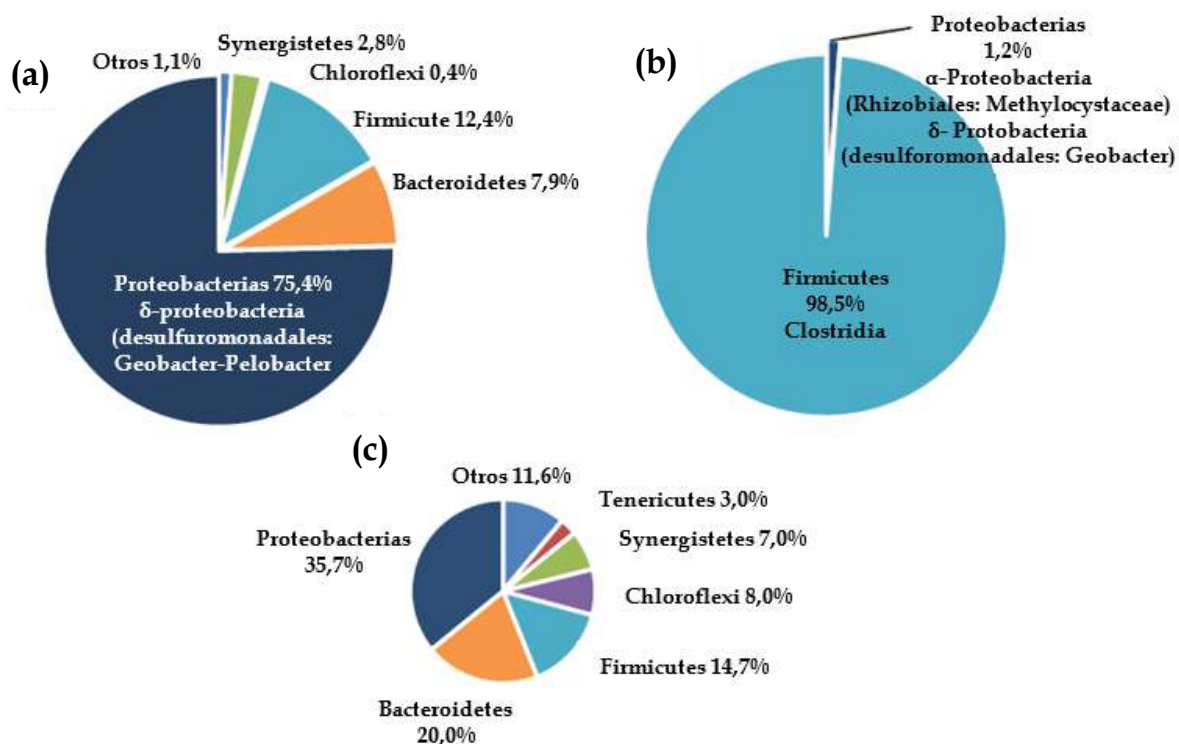 (a)
Otros 1,1%
Synergistetes 2,8%
Chloroflexi 0,4%
Firmicute 12,4%
Bacteroidetes 7,9%
Proteobacterias 75,4%
δ-proteobacteria
(desulfuromonadales:
Geobacter-Pelobacter
(b)
Proteobacterias
1,2%
α-Proteobacteria
(Rhizobiales: Methylocystaceae)
δ- Protobacteria
(desulforomonadales: Geobacter)
Firmicutes
98,5%
Clostridia
(c)
Otros 11,6%
Tenericutes 3,0%
Synergistetes 7,0%
Chloroflexi 8,0%
Firmicutes 14,7%
Bacteroidetes
20,0%
Proteobacterias
35,7%